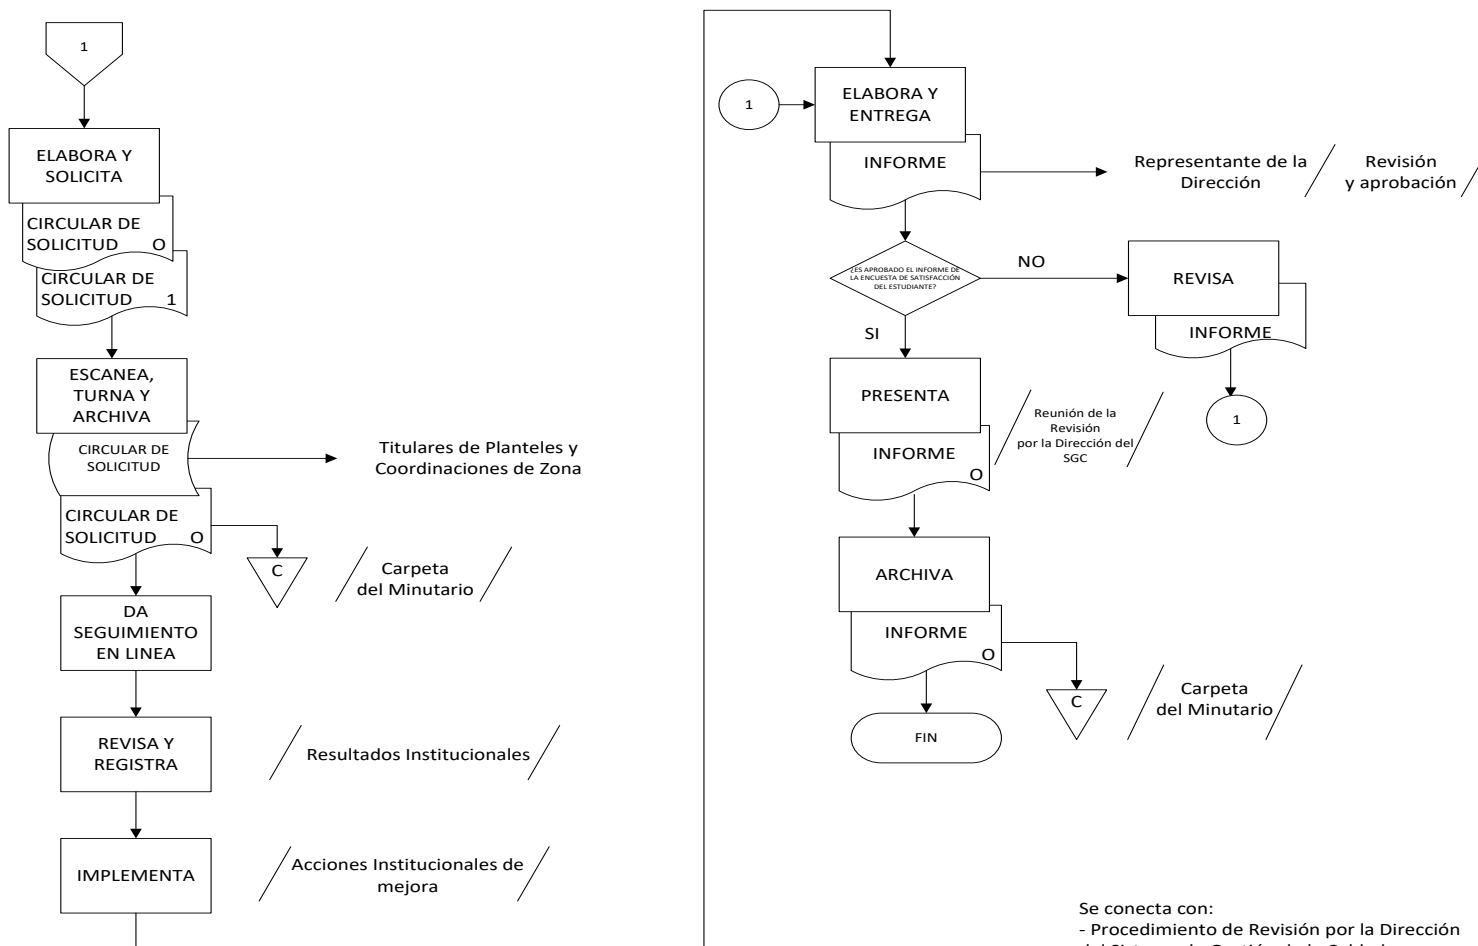 1
ELABORA Y
SOLICITA
CIRCULAR DE
SOLICITUD O
CIRCULAR DE
SOLICITUD 1
ESCANEA,
TURNA Y
ARCHIVA
CIRCULAR DE
SOLICITUD
Titulares de Planteles y
Coordinaciones de Zona
CIRCULAR DE
SOLICITUD O
C
Carpeta
del Minutario
DA
SEGUIMIENTO
EN LINEA
REVISA Y
REGISTRA
Resultados Institucionales
IMPLEMENTA
Acciones Institucionales de
mejora
1
ELABORA Y
ENTREGA
INFORME
Representante de la
Dirección
Revisión
y aprobación
¿ES APROBADO EL INFORME DE
LA ENCUESTA DE SATISFACCIÓN
DEL ESTUDIANTE?
NO
REVISA
INFORME
1
SI
PRESENTA
INFORME
O
Reunión de la
Revisión
por la Dirección del
SGC
ARCHIVA
INFORME
O
C
Carpeta
del Minutario
FIN
Se conecta con:
- Procedimiento de Revisión por la Dirección